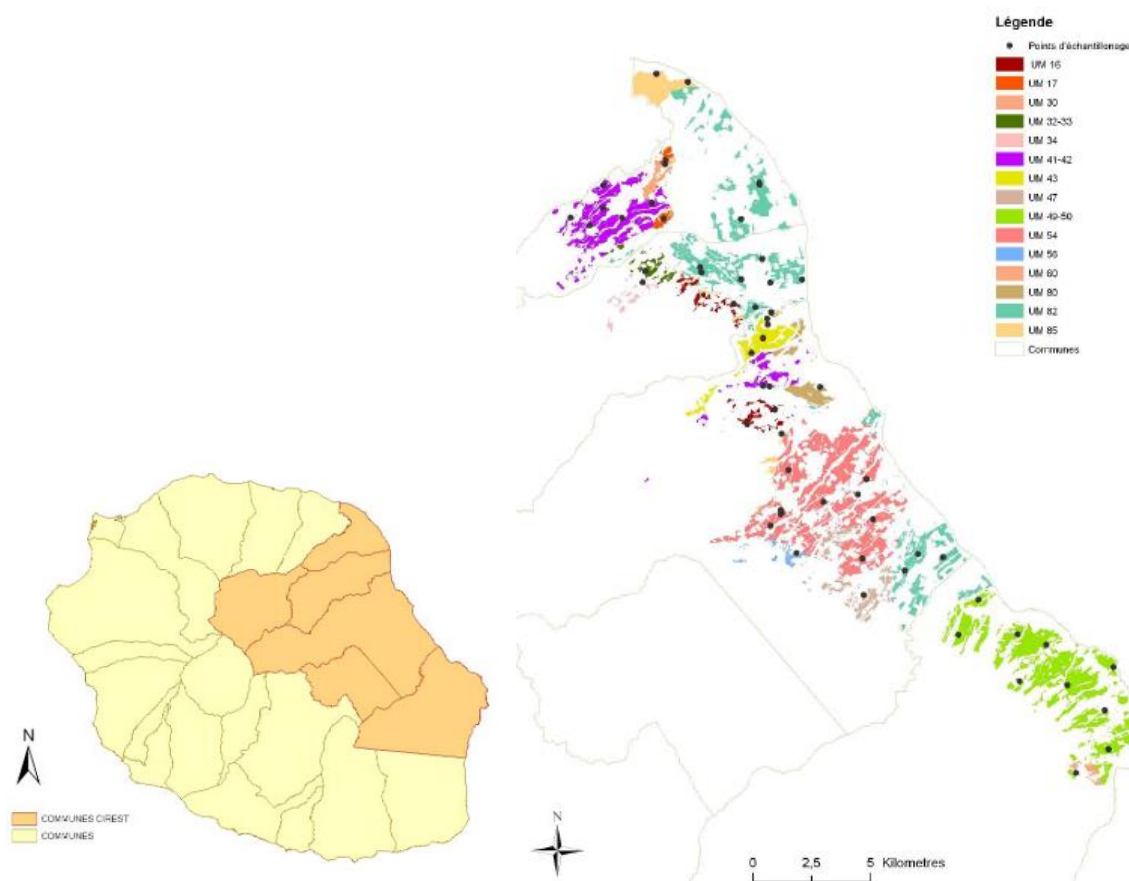 Légende
Points d'échantillonage
UM 16
UM 17
UM 30
UM 32-33
UM 34
UM 41-42
UM 43
UM 47
UM 49-50
UM 54
UM 56
UM 60
UM 80
UM 82
UM 85
Communes
N
COMMUNES CIREST
COMMUNES
N
0 2,5 5 Kilometres